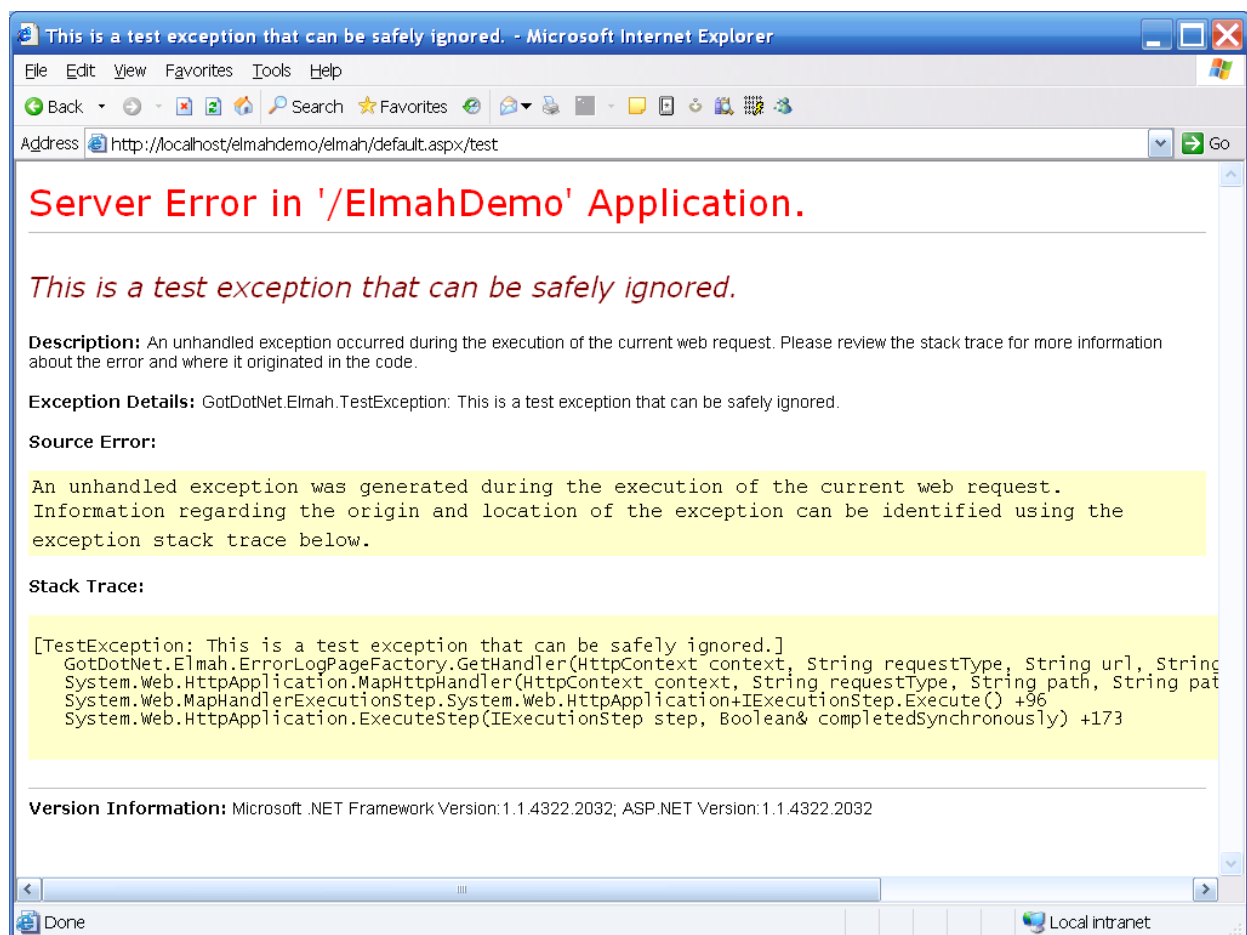 This is a test exception that can be safely ignored. - Microsoft Internet Explorer
File Edit View Favorites Tools Help
Back Search Favorites
Address http://localhost/elmahdemo/elmah/default.aspx/test Go
Server Error in '/ElmahDemo' Application.
This is a test exception that can be safely ignored.
Description: An unhandled exception occurred during the execution of the current web request. Please review the stack trace for more information
about the error and where it originated in the code.
Exception Details: GotDotNet.Elmah.TestException: This is a test exception that can be safely ignored.
Source Error:
An unhandled exception was generated during the execution of the current web request.
Information regarding the origin and location of the exception can be identified using the
exception stack trace below.
Stack Trace:
[TestException: This is a test exception that can be safely ignored.]
GotDotNet.Elmah.ErrorLogPageFactory.GetHandler(HttpContext context, String requestType, String url, String
System.Web.HttpApplication.MapHttpHandler(HttpContext context, String requestType, String path, String pat
System.Web.MapHandlerExecutionStep.System.Web.HttpApplication+IExecutionStep.Execute() +96
System.Web.HttpApplication.ExecuteStep(IExecutionStep step, Boolean& completedSynchronously) +173
Version Information: Microsoft .NET Framework Version:1.1.4322.2032; ASP.NET Version:1.1.4322.2032
Done Local intranet